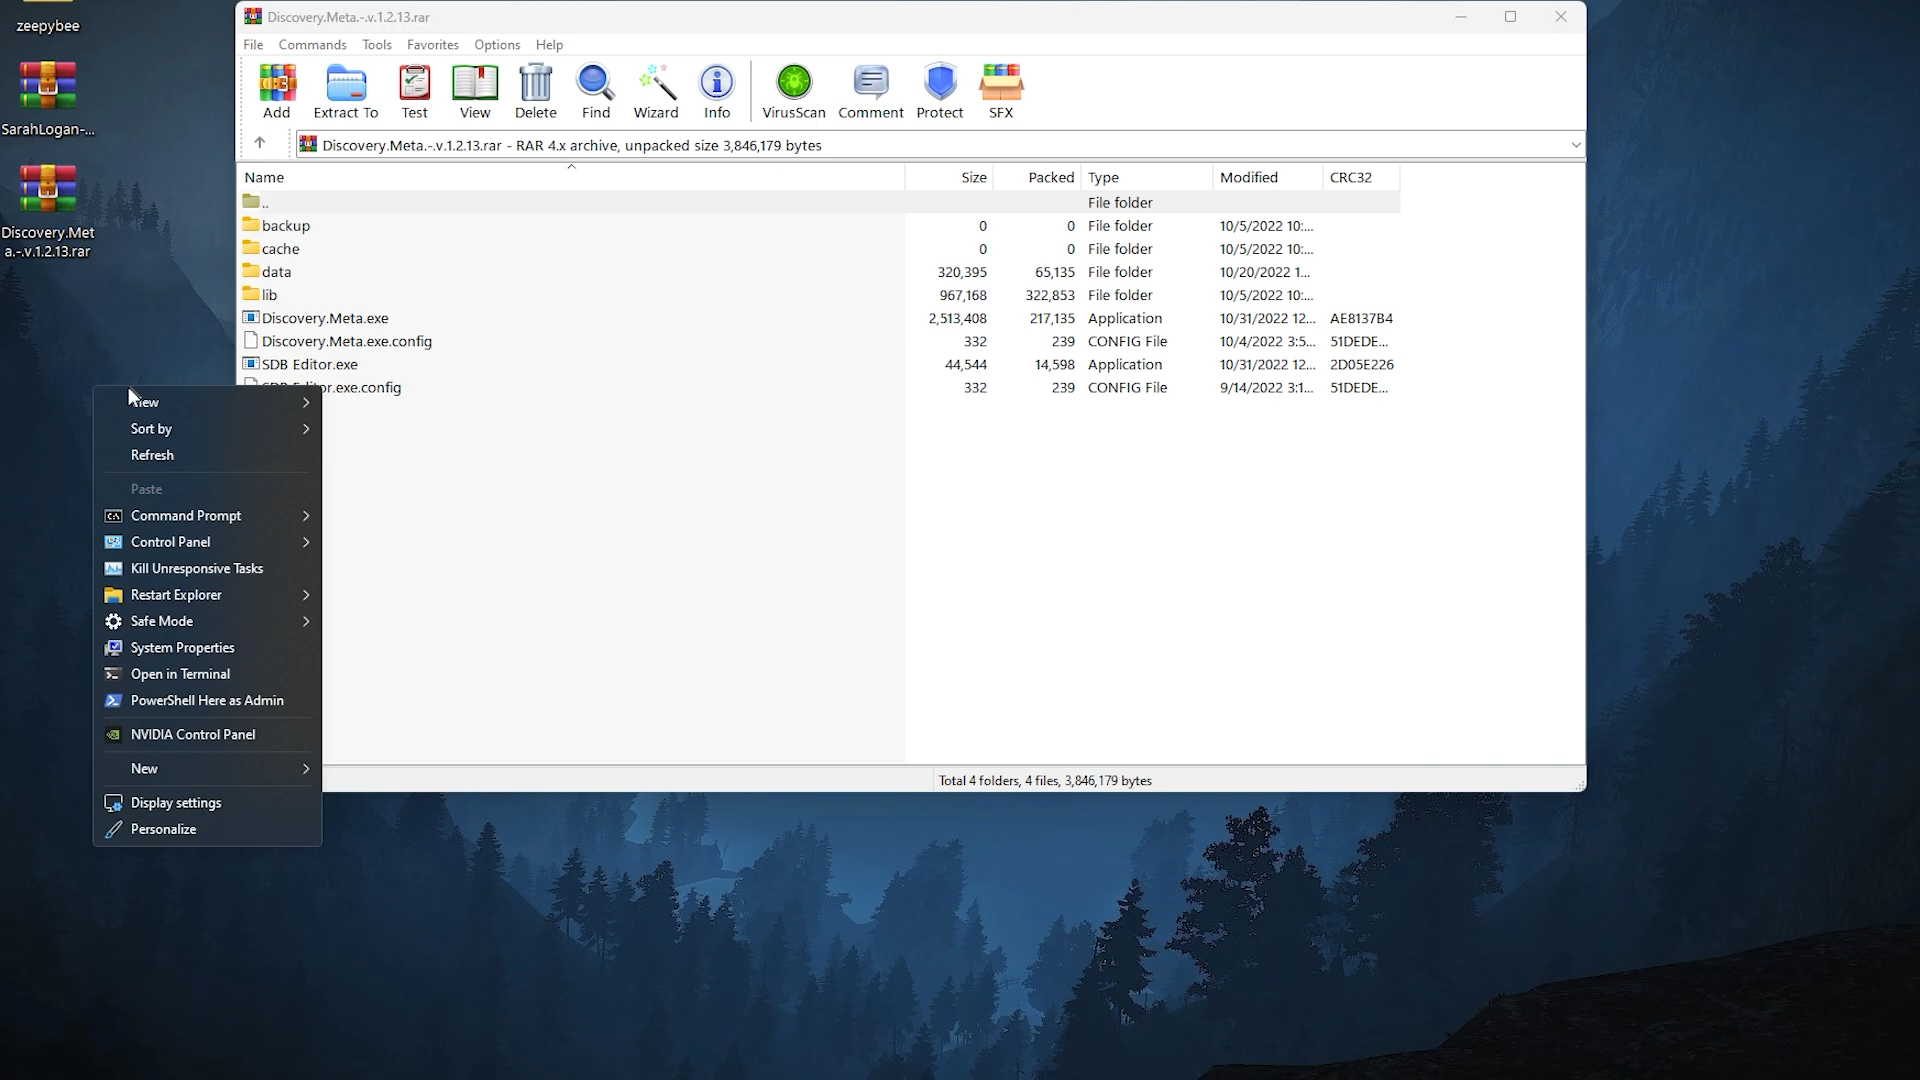 zeepybee
SarahLogan-...
Discovery.Met
a.-.v.1.2.13.rar
Discovery.Meta.-.v.1.2.13.rar
File Commands Tools Favorites Options Help
Add Extract To Test View Delete Find Wizard Info VirusScan Comment Protect SFX
Discovery.Meta.-.v.1.2.13.rar - RAR 4.x archive, unpacked size 3,846,179 bytes
Name Size Packed Type Modified CRC32
.. File folder
backup 0 0 File folder 10/5/2022 10:...
cache 0 0 File folder 10/5/2022 10:...
data 320,395 65,135 File folder 10/20/2022 1...
lib 967,168 322,853 File folder 10/5/2022 10:...
Discovery.Meta.exe 2,513,408 217,135 Application 10/31/2022 12... AE8137B4
Discovery.Meta.exe.config 332 239 CONFIG File 10/4/2022 3:5... 51DEDE...
SDB Editor.exe 44,544 14,598 Application 10/31/2022 12... 2D05E226
SDB Editor.exe.config 332 239 CONFIG File 9/14/2022 3:1... 51DEDE...
View
Sort by
Refresh
Paste
Command Prompt
Control Panel
Kill Unresponsive Tasks
Restart Explorer
Safe Mode
System Properties
Open in Terminal
PowerShell Here as Admin
NVIDIA Control Panel
New
Display settings
Personalize
Total 4 folders, 4 files, 3,846,179 bytes